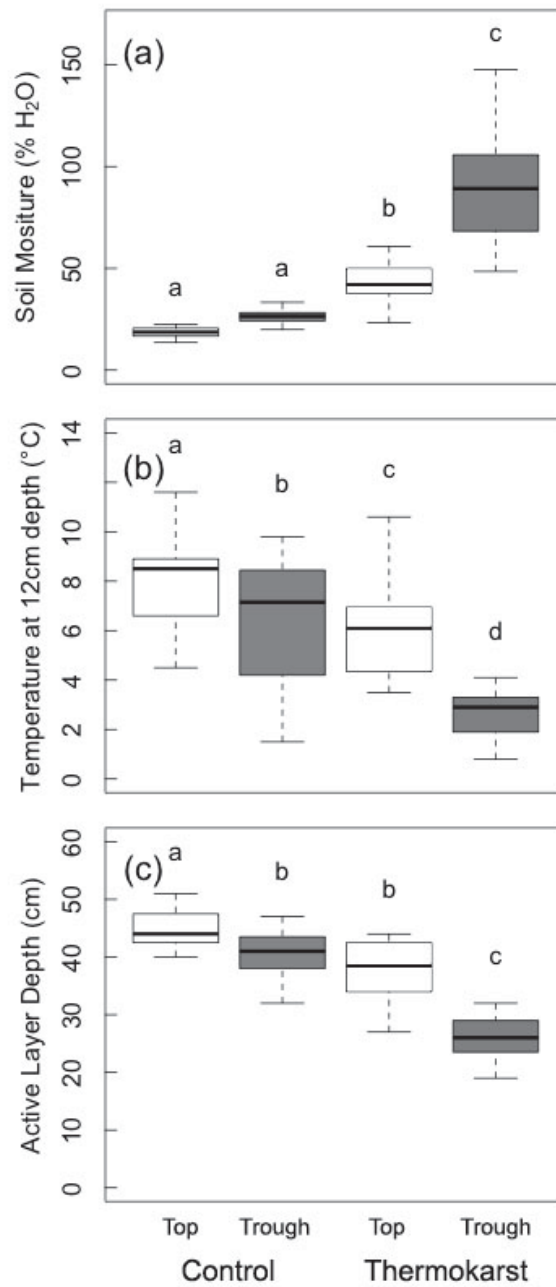 (a)
Soil Mositure (% H₂O)
150
100
50
0
a
a
b
c
(b)
Temperature at 12cm depth (°C)
14
10
8
6
4
2
0
a
b
c
d
(c)
Active Layer Depth (cm)
60
50
40
30
20
10
0
a
b
b
c
Top Trough Top Trough
Control Thermokarst